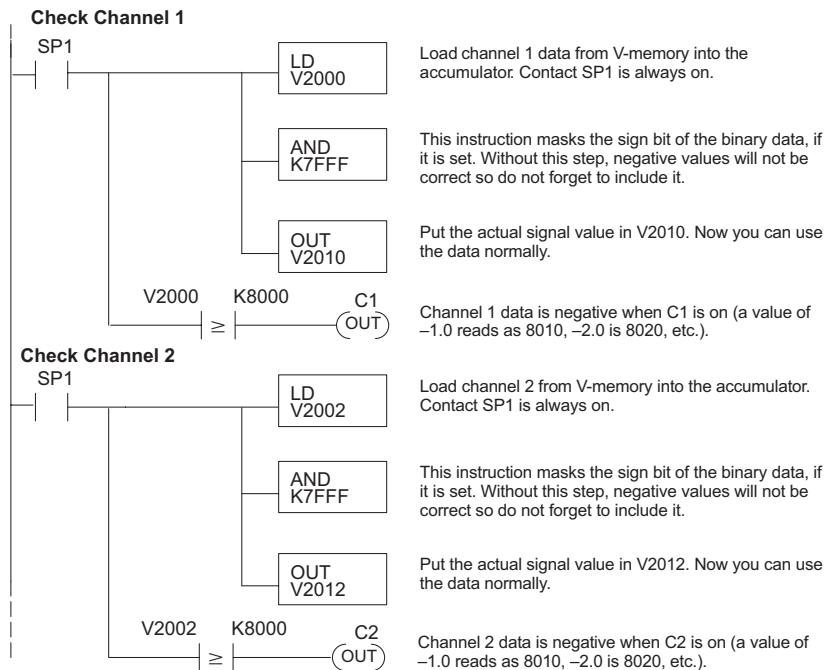 Check Channel 1
SP1
LD
V2000
Load channel 1 data from V-memory into the
accumulator. Contact SP1 is always on.
AND
K7FFF
This instruction masks the sign bit of the binary data, if
it is set. Without this step, negative values will not be
correct so do not forget to include it.
OUT
V2010
Put the actual signal value in V2010. Now you can use
the data normally.
V2000 K8000 C1
≥ OUT
Channel 1 data is negative when C1 is on (a value of
–1.0 reads as 8010, –2.0 is 8020, etc.).
Check Channel 2
SP1
LD
V2002
Load channel 2 from V-memory into the accumulator.
Contact SP1 is always on.
AND
K7FFF
This instruction masks the sign bit of the binary data, if
it is set. Without this step, negative values will not be
correct so do not forget to include it.
OUT
V2012
Put the actual signal value in V2012. Now you can use
the data normally.
V2002 K8000 C2
≥ OUT
Channel 2 data is negative when C2 is on (a value of
–1.0 reads as 8010, –2.0 is 8020, etc.).